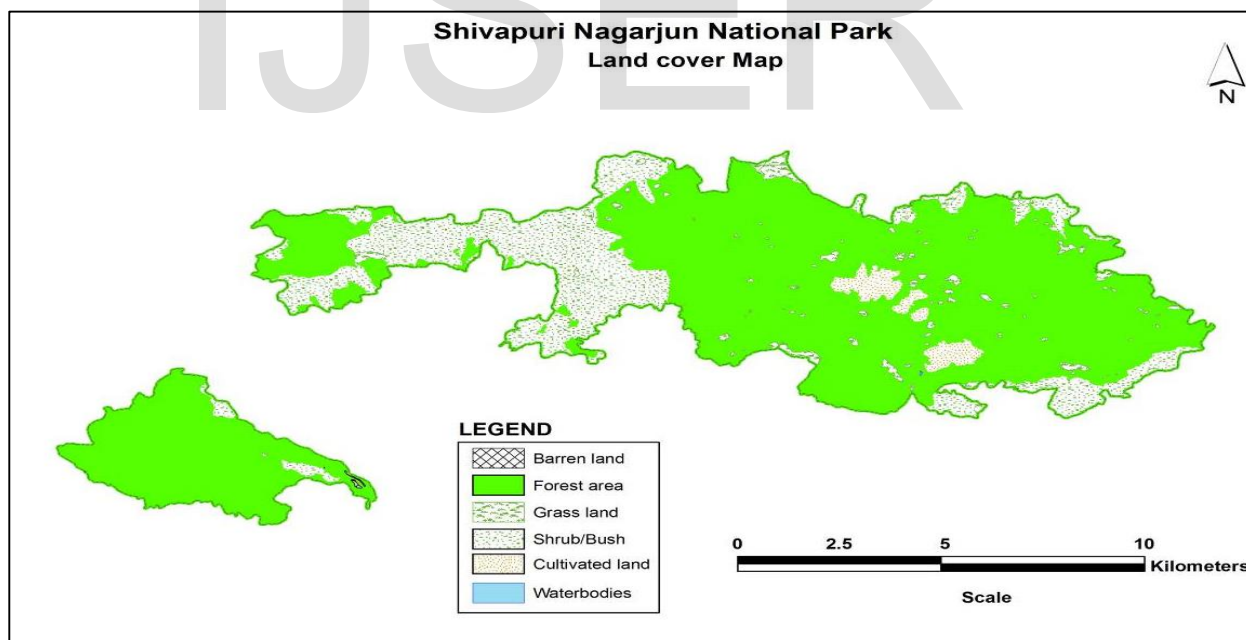 IJSER
Shivapuri Nagarjun National Park
Land cover Map
N
LEGEND
Barren land
Forest area
Grass land
Shrub/Bush
Cultivated land
Waterbodies
0 2.5 5 10
Kilometers
Scale